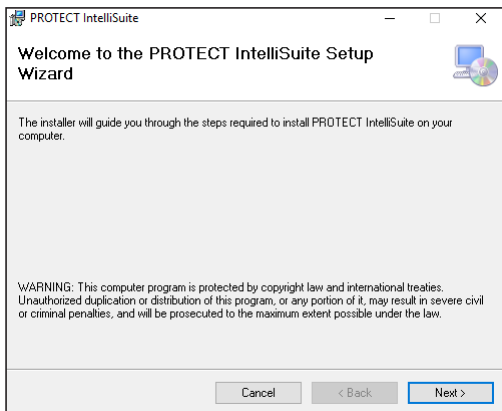 PROTECT IntelliSuite
Welcome to the PROTECT IntelliSuite Setup
Wizard
The installer will guide you through the steps required to install PROTECT IntelliSuite on your
computer.
WARNING: This computer program is protected by copyright law and international treaties.
Unauthorized duplication or distribution of this program, or any portion of it, may result in severe civil
or criminal penalties, and will be prosecuted to the maximum extent possible under the law.
Cancel < Back Next >